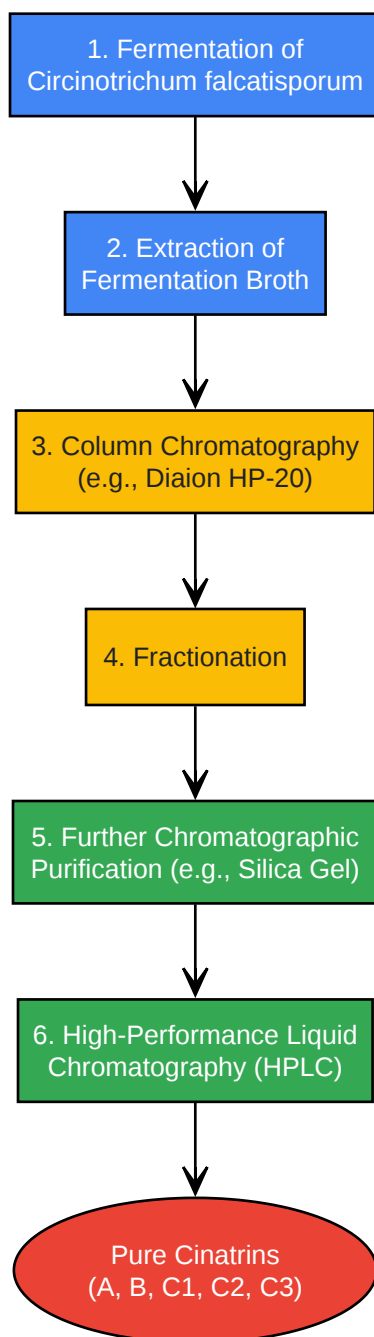 1. Fermentation of
Circinotrichum falcatisporum
2. Extraction of
Fermentation Broth
3. Column Chromatography
(e.g., Diaion HP-20)
4. Fractionation
5. Further Chromatographic
Purification (e.g., Silica Gel)
6. High-Performance Liquid
Chromatography (HPLC)
Pure Cinatrins
(A, B, C1, C2, C3)